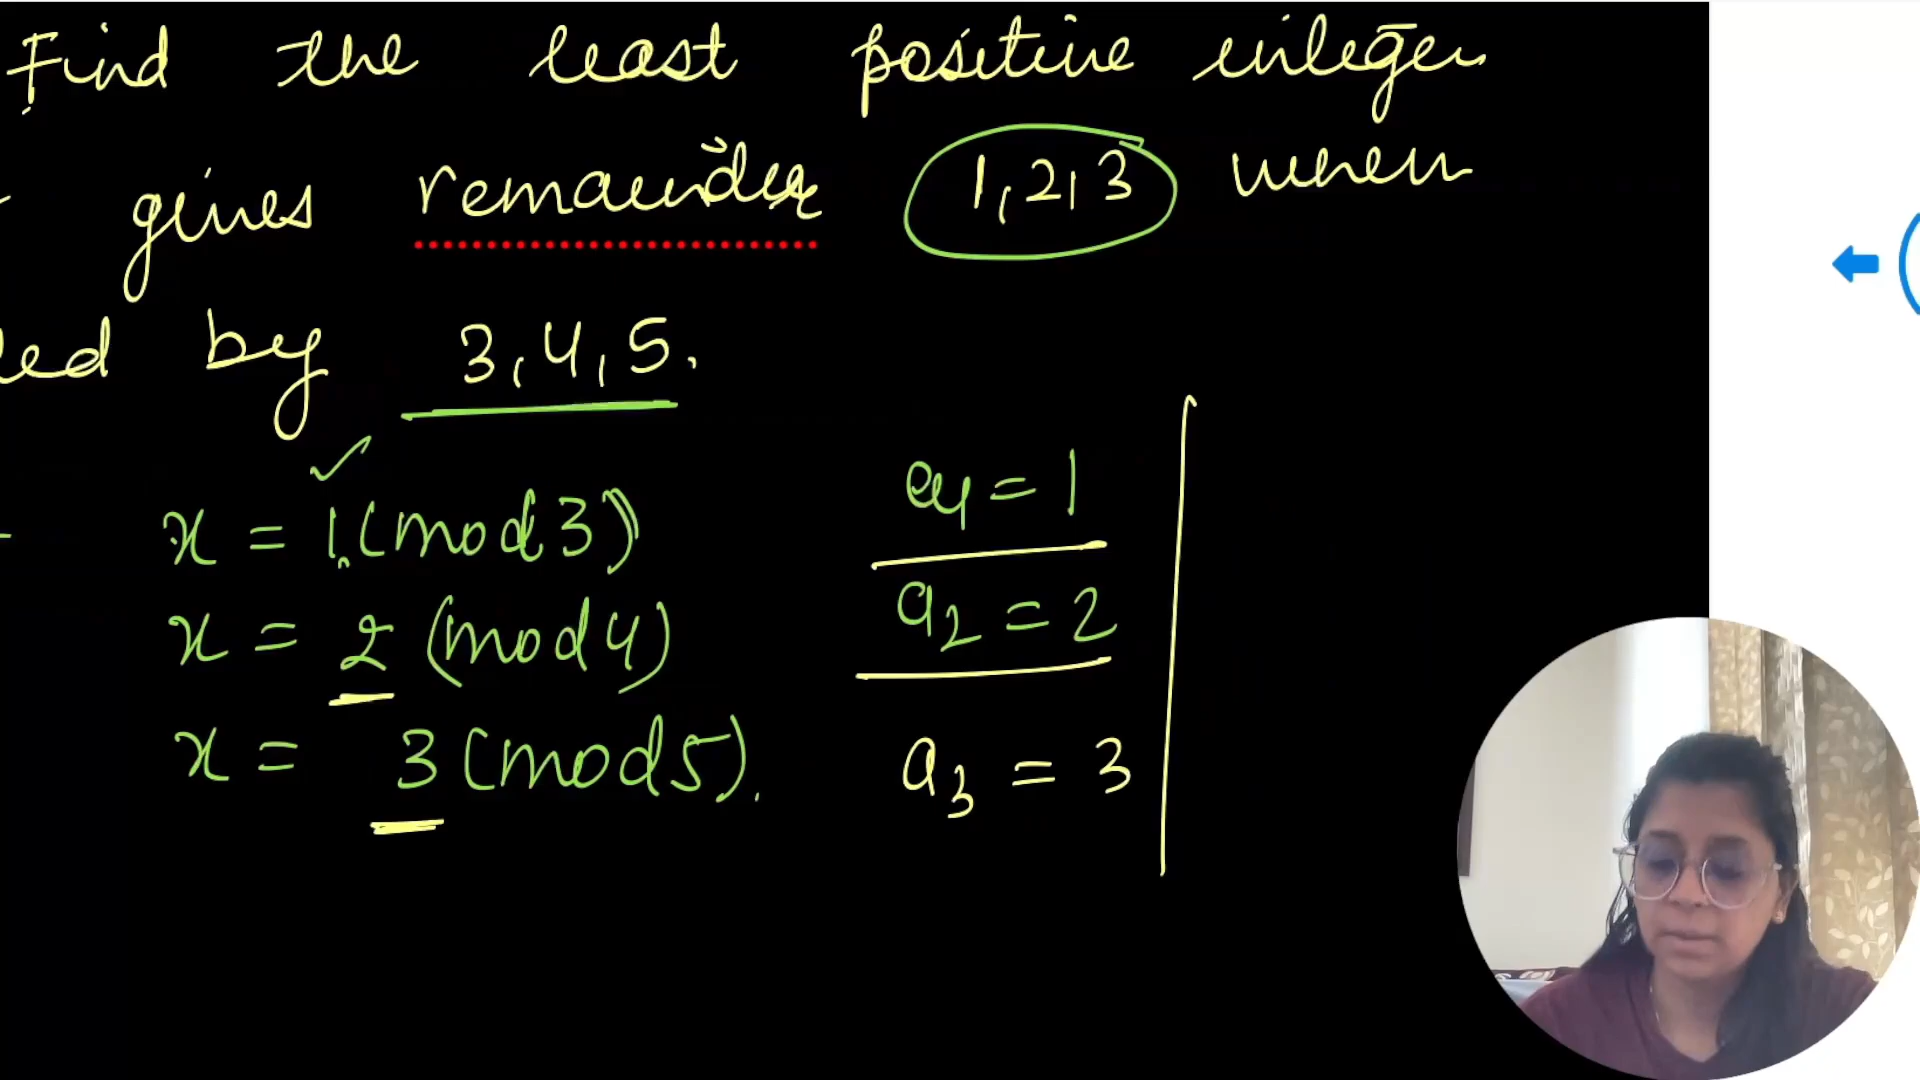 Find the least positive integer
gives remainder 1, 2, 3 when
ed by 3, 4, 5.
x = 1 (mod 3)
x = 2 (mod 4)
x = 3 (mod 5).
a1 = 1
a2 = 2
a3 = 3